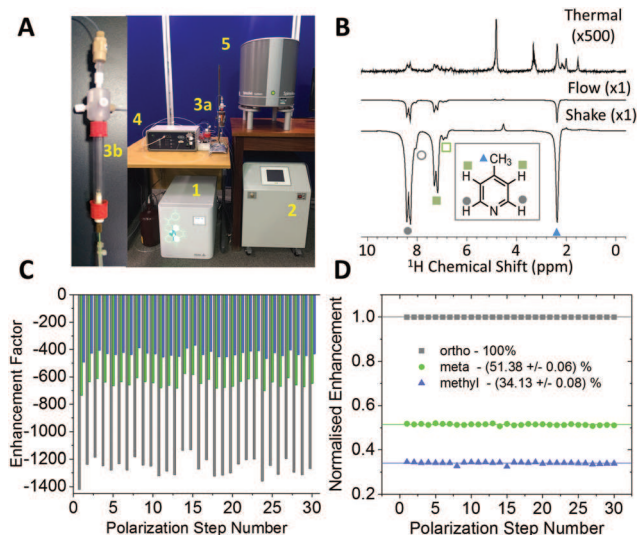 A
3b
4
3a
5
1
2
B
Thermal
(x500)
Flow (x1)
Shake (x1)
CH₃
H H
H N H
10 8 6 4 2 0
¹H Chemical Shift (ppm)
C
Enhancement Factor
0
-200
-400
-600
-800
-1000
-1200
-1400
0 5 10 15 20 25 30
Polarization Step Number
D
Normalised Enhancement
1.0
0.8
0.6
0.4
0.2
ortho - 100%
meta - (51.38 +/- 0.06) %
methyl - (34.13 +/- 0.08) %
0 5 10 15 20 25 30
Polarization Step Number